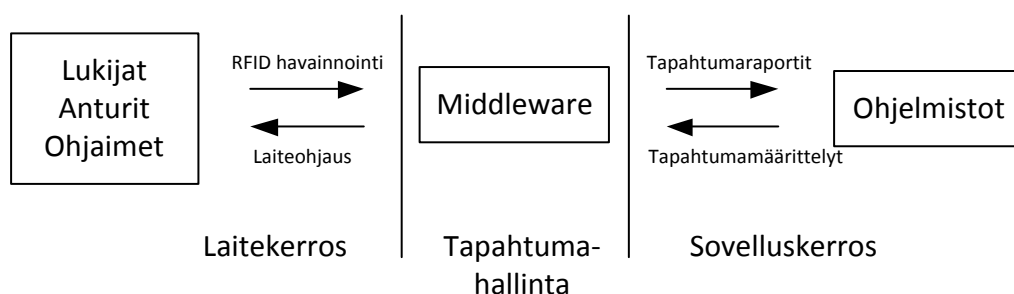 Lukijat
Anturit
Ohjaimet
RFID havainnointi
Laiteohjaus
Middleware
Tapahtumaraportit
Tapahtumamäärittelyt
Ohjelmistot
Laitekerros
Tapahtuma-
hallinta
Sovelluskerros